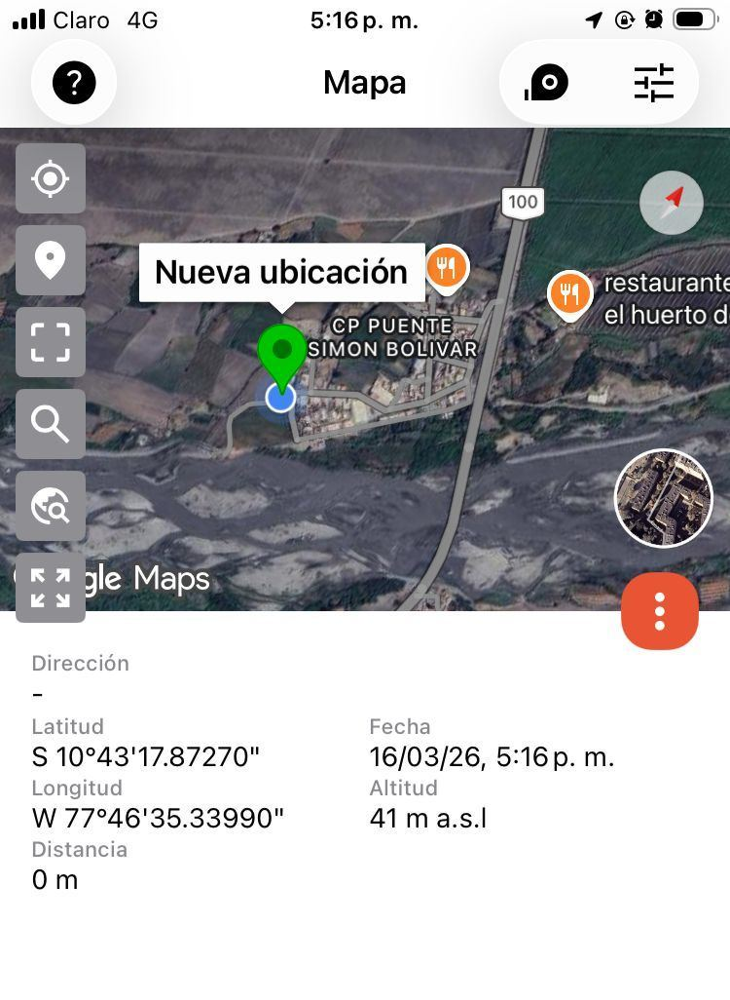 Claro 4G
5:16 p. m.
?
Mapa
100
Nueva ubicación
restaurante
el huerto d
CP PUENTE
SIMON BOLIVAR
gle Maps
Dirección
-
Latitud
S 10°43'17.87270"
Fecha
16/03/26, 5:16 p. m.
Longitud
W 77°46'35.33990"
Altitud
41 m a.s.l
Distancia
0 m